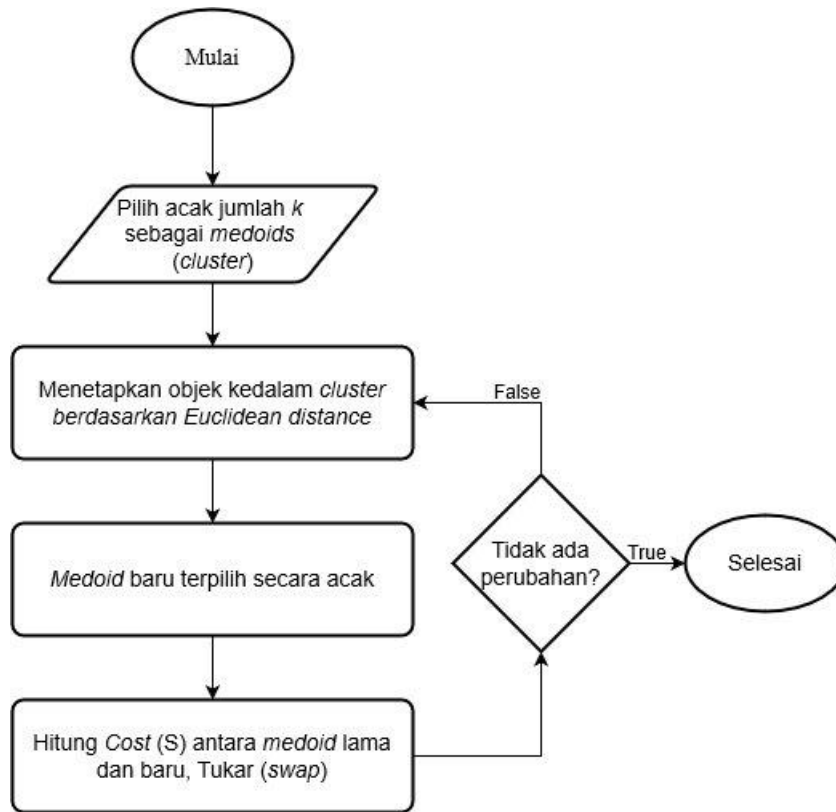 Mulai
Pilih acak jumlah k
sebagai medoids
(cluster)
Menetapkan objek kedalam cluster
berdasarkan Euclidean distance
Medoid baru terpilih secara acak
Hitung Cost (S) antara medoid lama
dan baru, Tukar (swap)
False
Tidak ada
perubahan?
True
Selesai